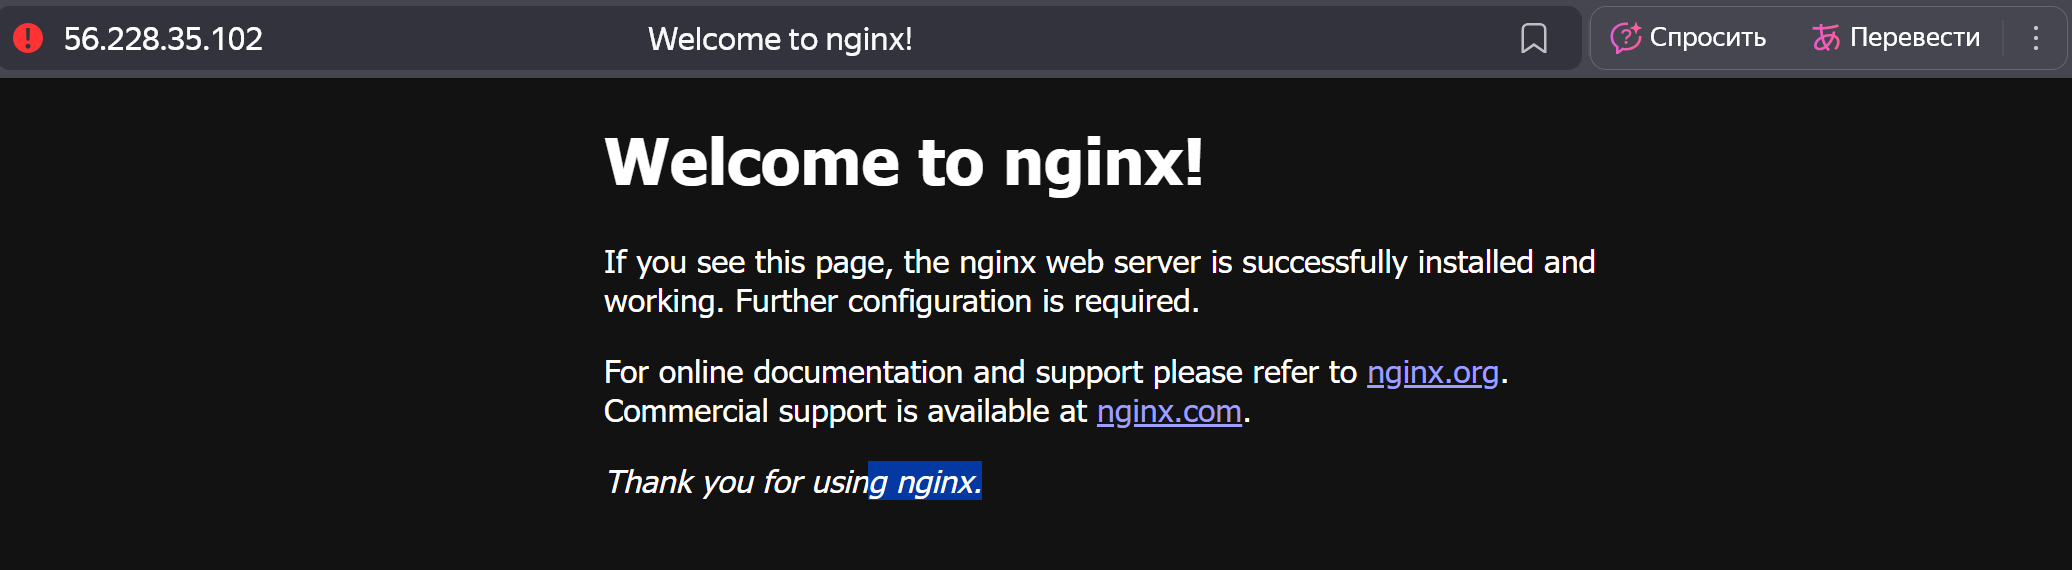 56.228.35.102 Welcome to nginx! Спросить Перевести
Welcome to nginx!
If you see this page, the nginx web server is successfully installed and
working. Further configuration is required.
For online documentation and support please refer to nginx.org.
Commercial support is available at nginx.com.
Thank you for using nginx.